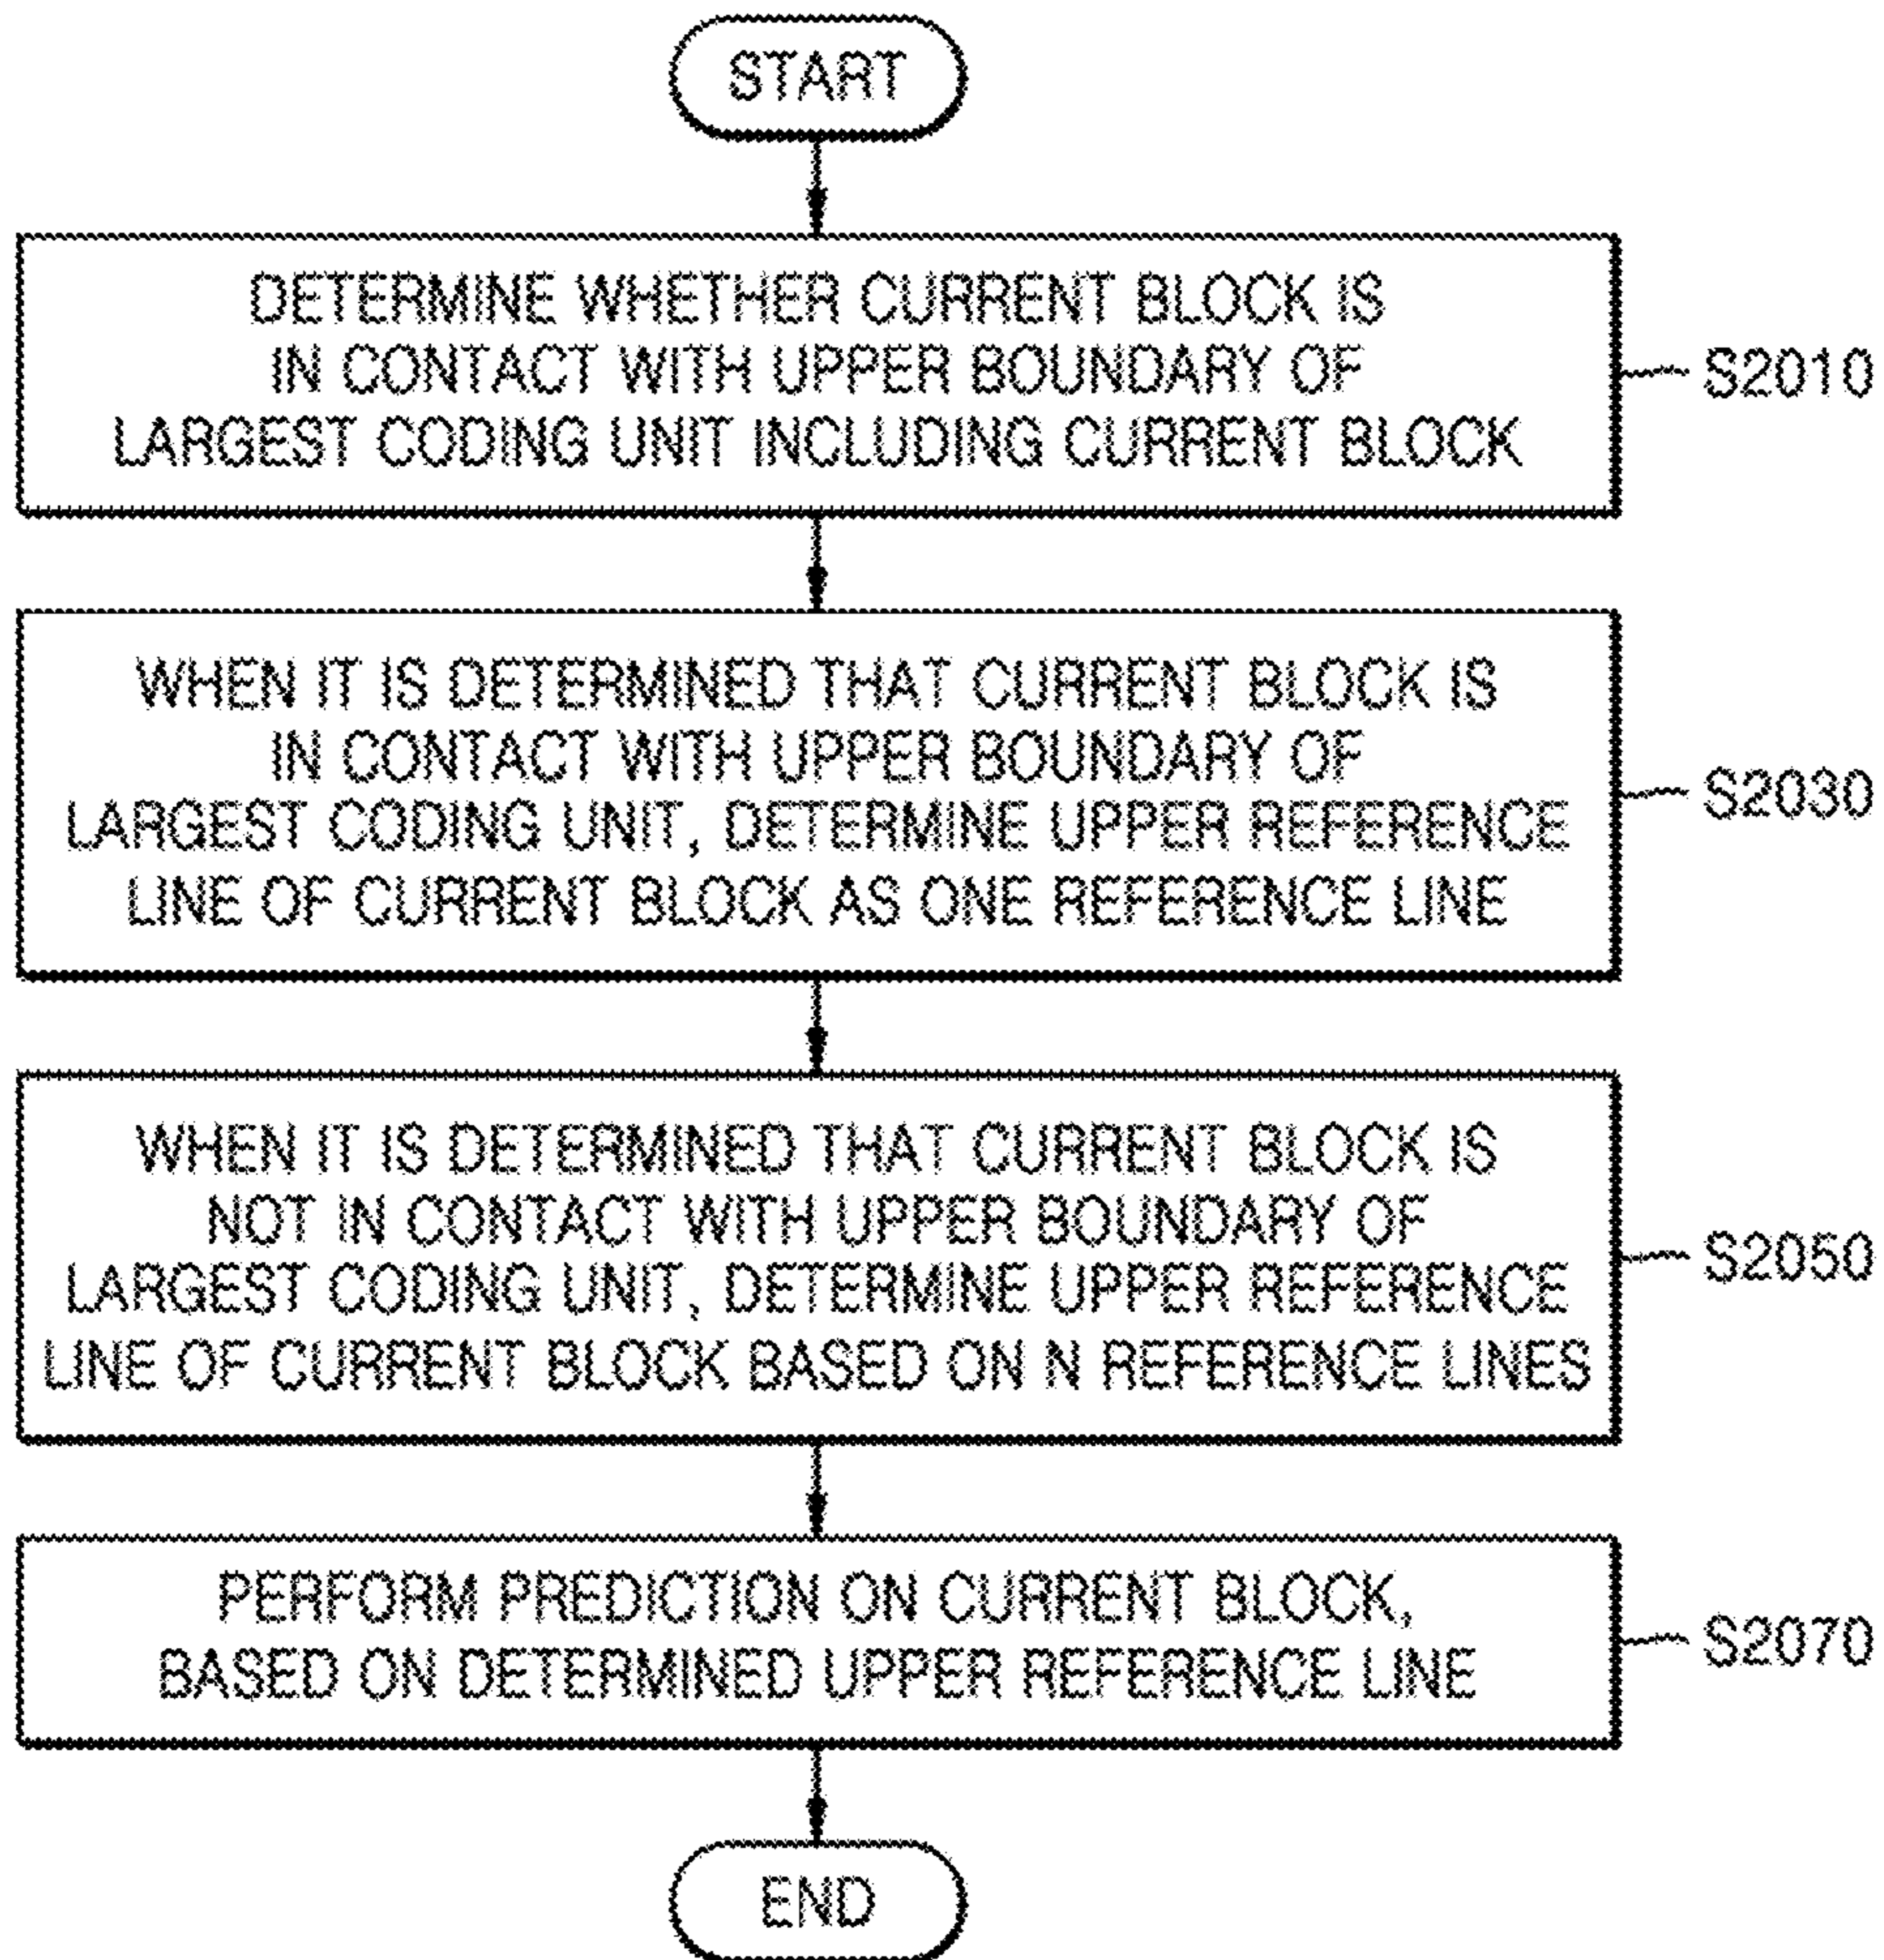 START
DETERMINE WHETHER CURRENT BLOCK IS
IN CONTACT WITH UPPER BOUNDARY OF
LARGEST CODING UNIT INCLUDING CURRENT BLOCK
S2010
WHEN IT IS DETERMINED THAT CURRENT BLOCK IS
IN CONTACT WITH UPPER BOUNDARY OF
LARGEST CODING UNIT, DETERMINE UPPER REFERENCE
LINE OF CURRENT BLOCK AS ONE REFERENCE LINE
S2030
WHEN IT IS DETERMINED THAT CURRENT BLOCK IS
NOT IN CONTACT WITH UPPER BOUNDARY OF
LARGEST CODING UNIT, DETERMINE UPPER REFERENCE
LINE OF CURRENT BLOCK BASED ON N REFERENCE LINES
S2050
PERFORM PREDICTION ON CURRENT BLOCK,
BASED ON DETERMINED UPPER REFERENCE LINE
S2070
END